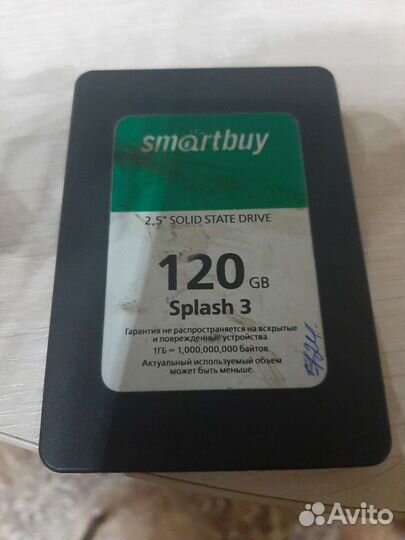 smartbuy
2,5" SOLID STATE DRIVE
120 GB
Splash 3
Гарантия не распространяется на вскрытые
и поврежденные устройства.
1ГБ = 1,000,000,000 байтов.
Актуальный используемый объем
может быть меньше.
Avito